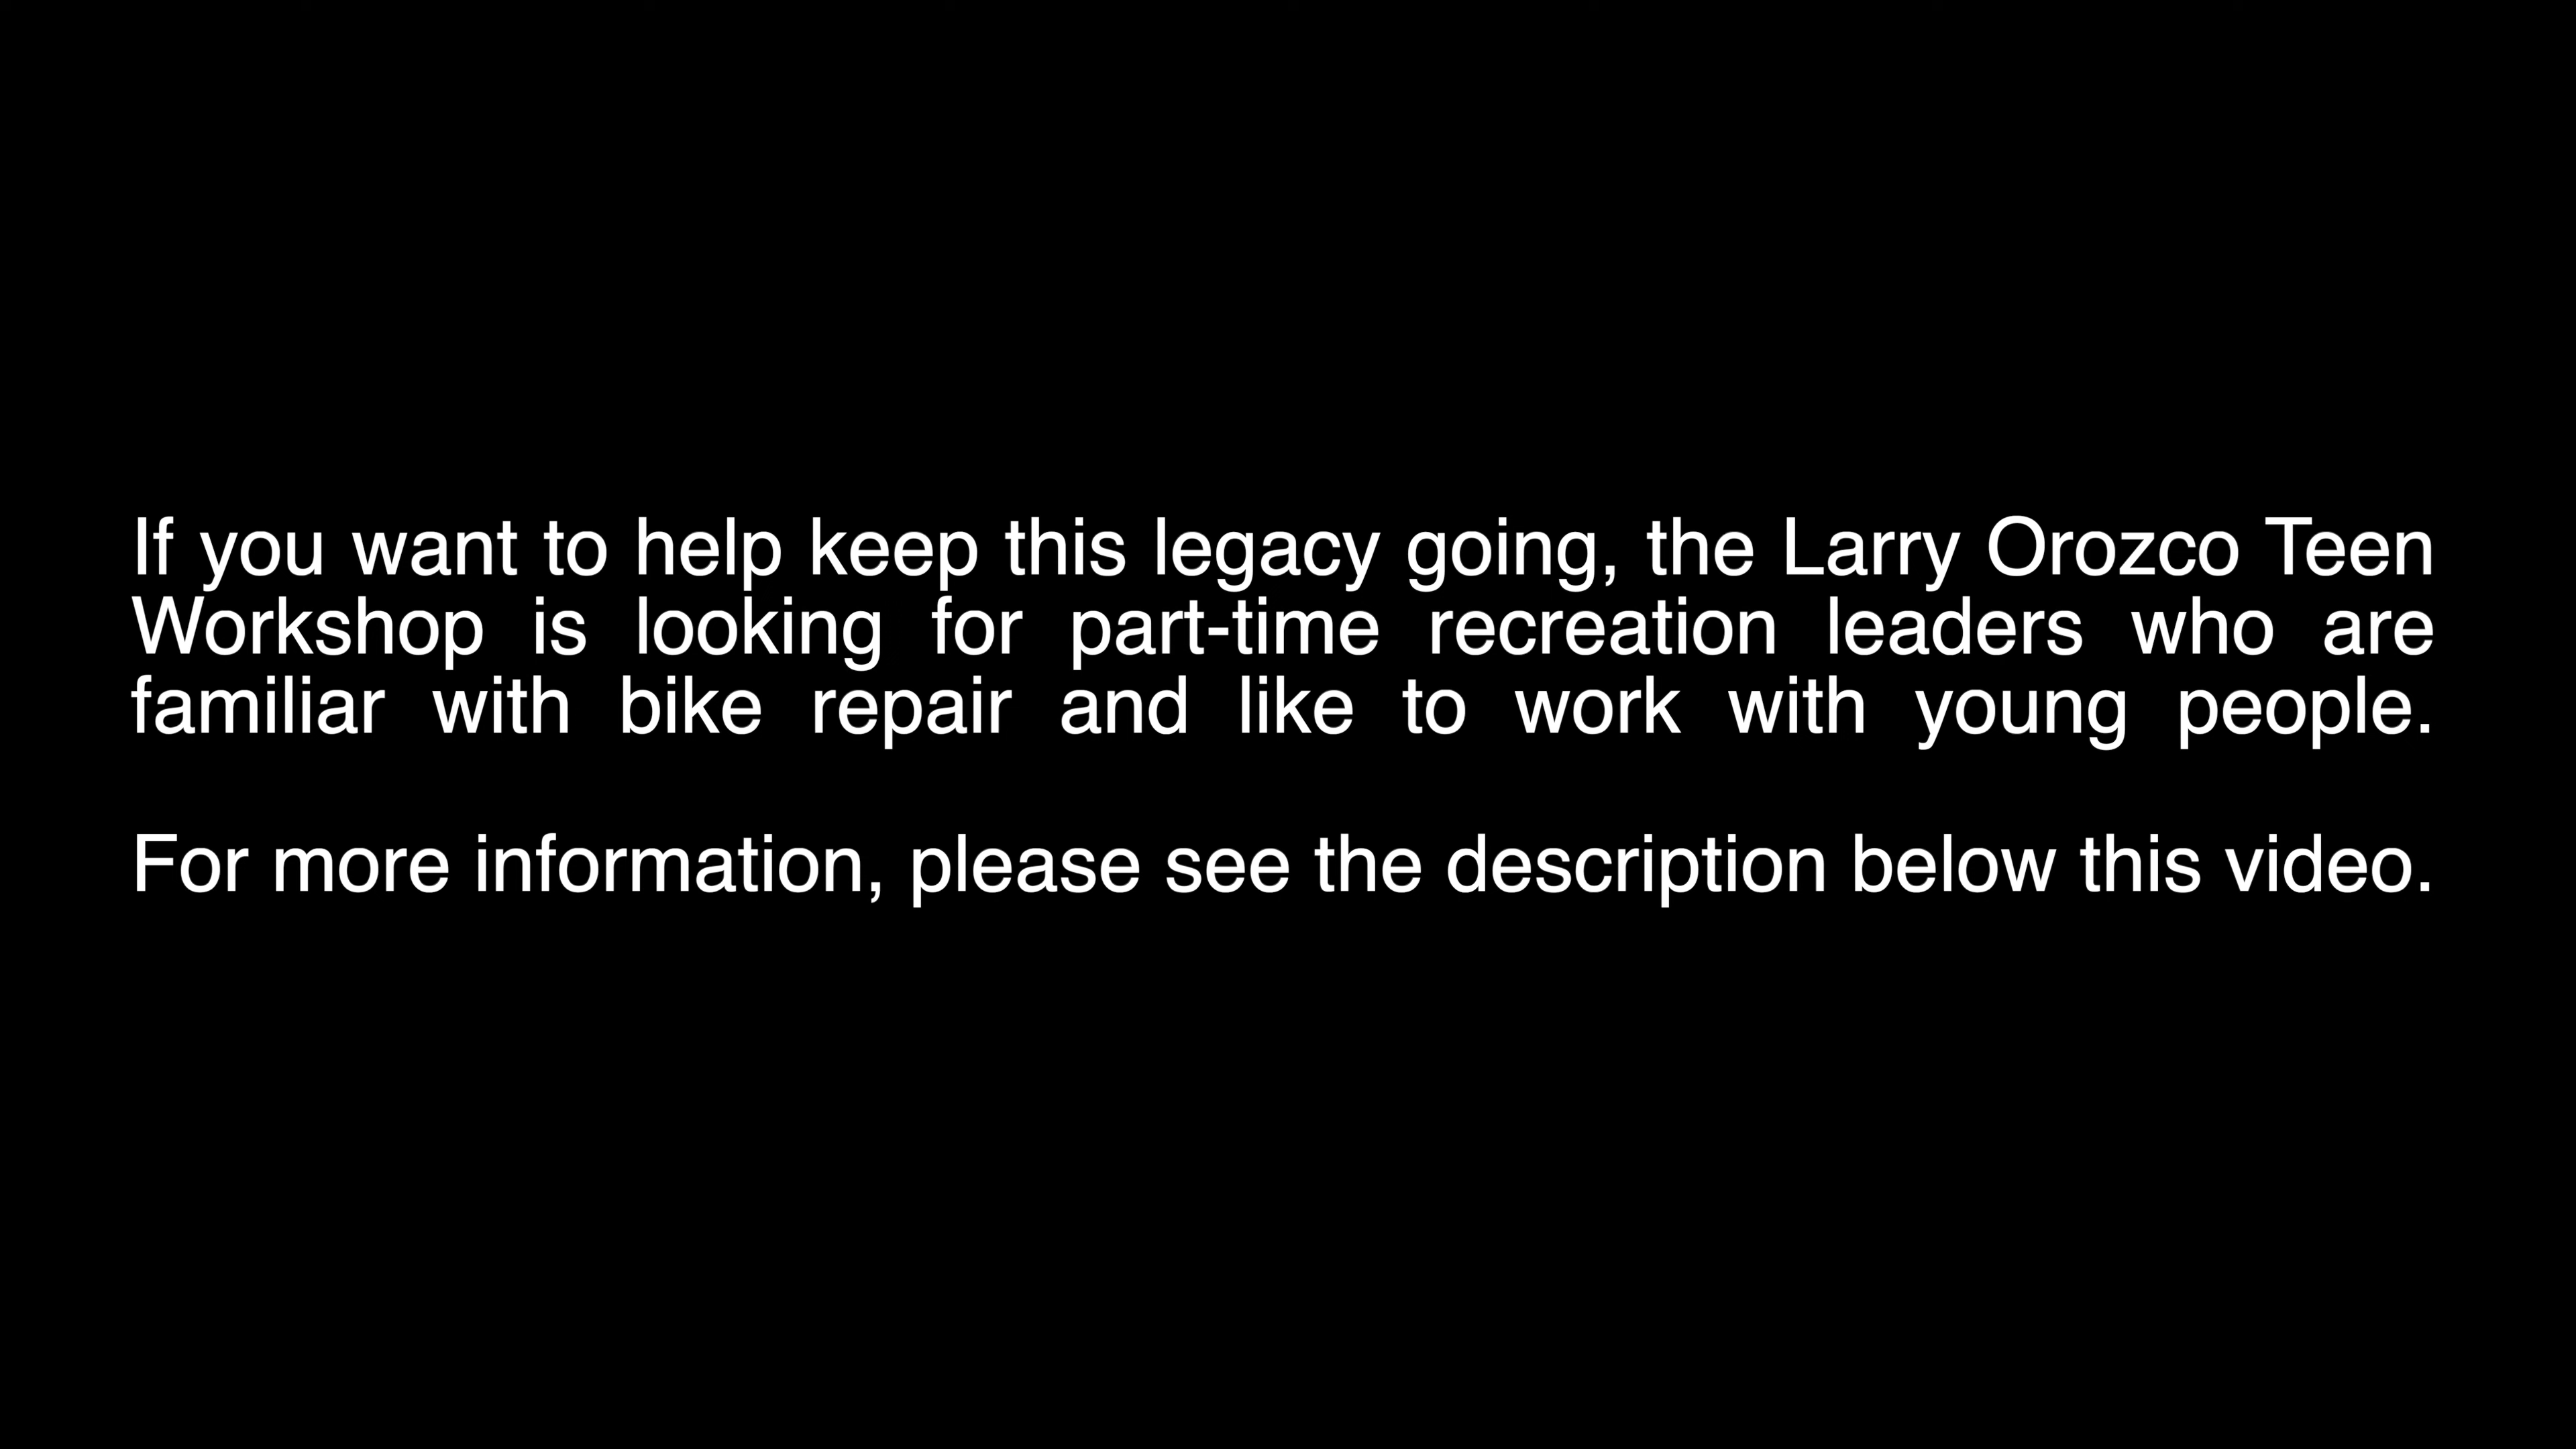 If you want to help keep this legacy going, the Larry Orozco Teen
Workshop is looking for part-time recreation leaders who are
familiar with bike repair and like to work with young people.
For more information, please see the description below this video.